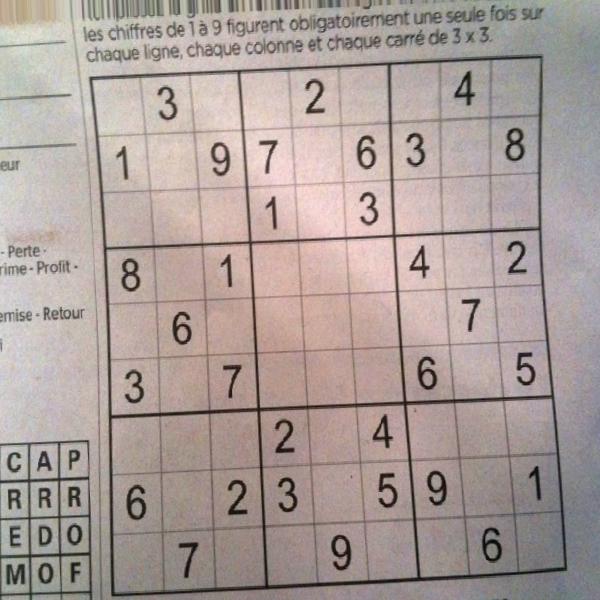 les chiffres de 1 à 9 figurent obligatoirement une seule fois sur
chaque ligne, chaque colonne et chaque carré de 3 x 3.
3 2 4
eur
1 9 7 6 3 8
1 3
- Perte -
rime - Profit -
8 1 4 2
emise - Retour
6 7
i
3 7 6 5
2 4
C A P
R R R
6 2 3 5 9 1
E D O
7 9 6
M O F